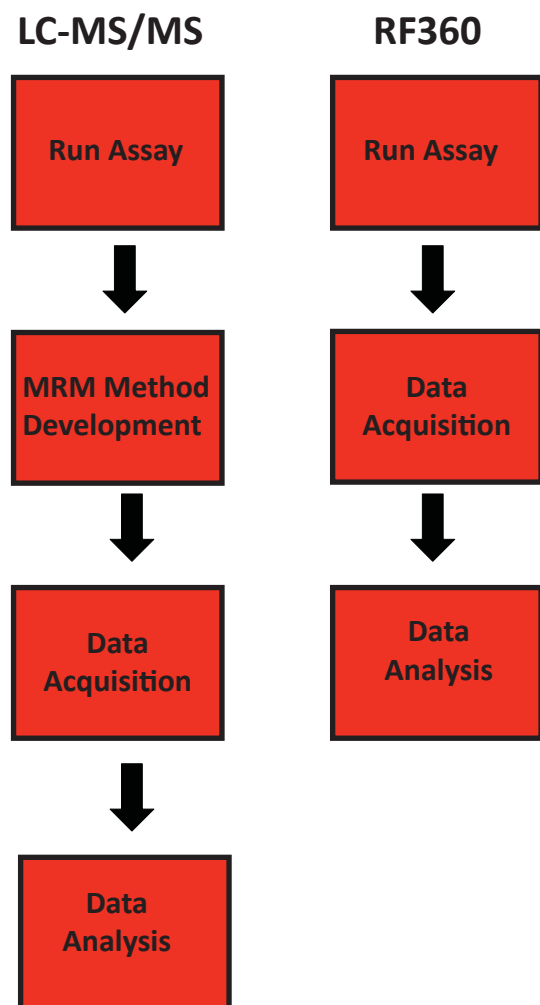 LC-MS/MS
Run Assay
MRM Method
Development
Data
Acquisition
Data
Analysis
RF360
Run Assay
Data
Acquisition
Data
Analysis